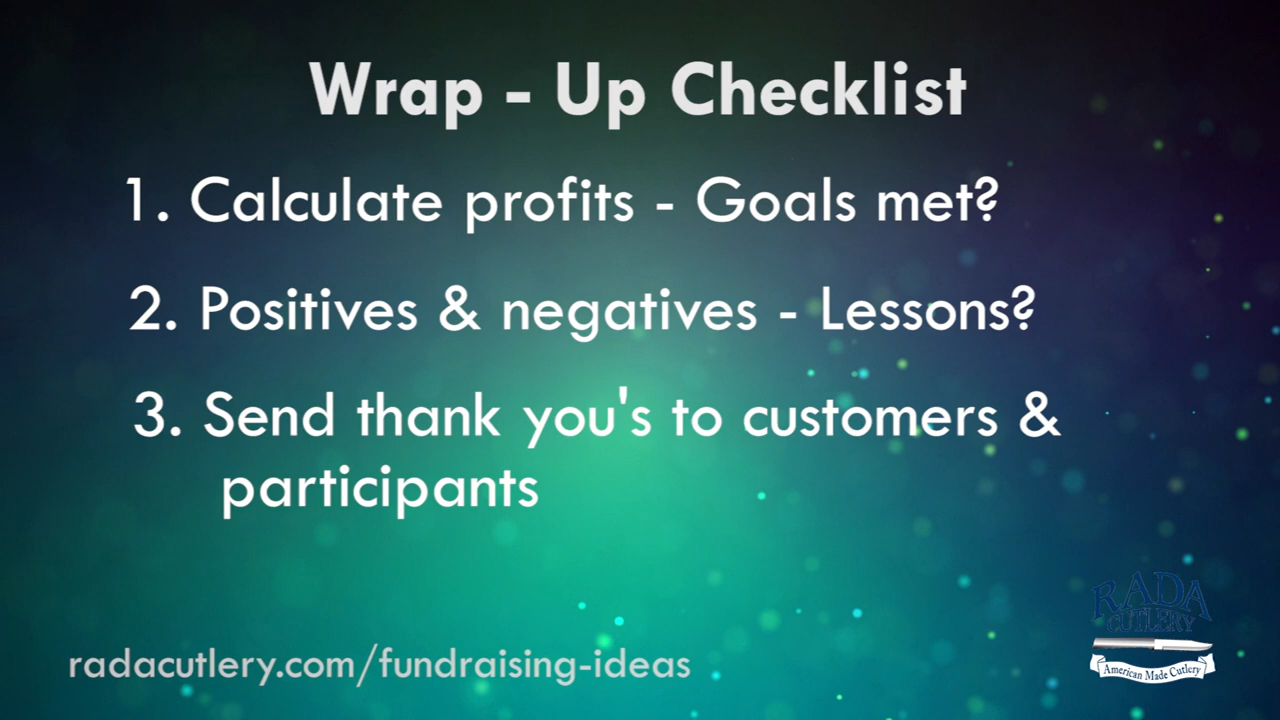 Wrap - Up Checklist
1. Calculate profits - Goals met?
2. Positives & negatives - Lessons?
3. Send thank you's to customers &
participants
radacutlery.com/fundraising-ideas
RADA
CUTLERY
American Made Cutlery